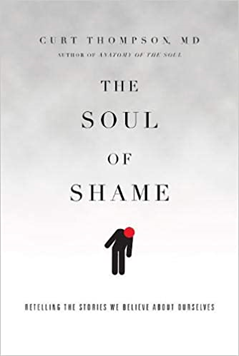 CURT THOMPSON, MD
AUTHOR OF ANATOMY OF THE SOUL
THE
SOUL
OF
SHAME
RETELLING THE STORIES WE BELIEVE ABOUT OURSELVES